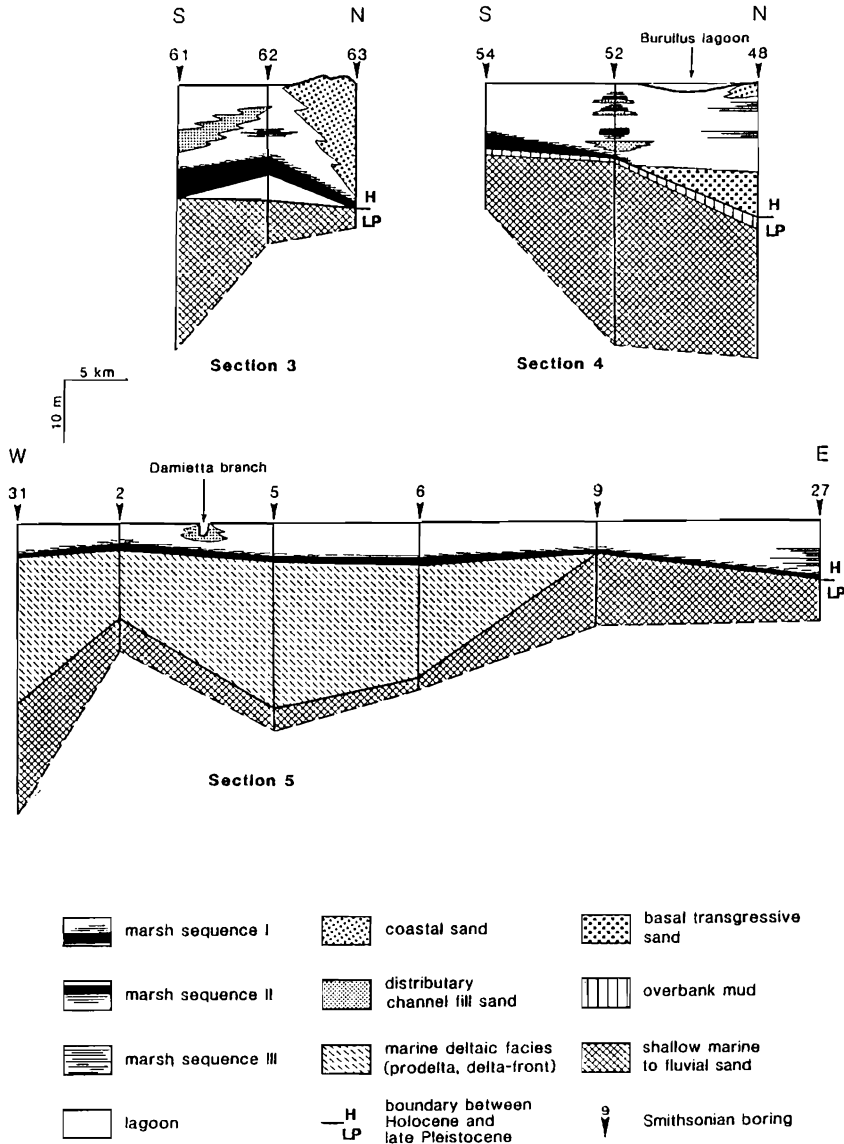 S N S N
61 62 63 54 52 48
Burullus lagoon
H
LP
H
LP
Section 3 Section 4
5 km
10 m
W E
Damietta branch
31 2 5 6 9 27
H
LP
Section 5
marsh sequence I
coastal sand
basal transgressive
sand
marsh sequence II
distributary
channel fill sand
overbank mud
marsh sequence III
marine deltaic facies
(prodelta, delta-front)
shallow marine
to fluvial sand
lagoon
H
LP
boundary between
Holocene and
late Pleistocene
9
Smithsonian boring